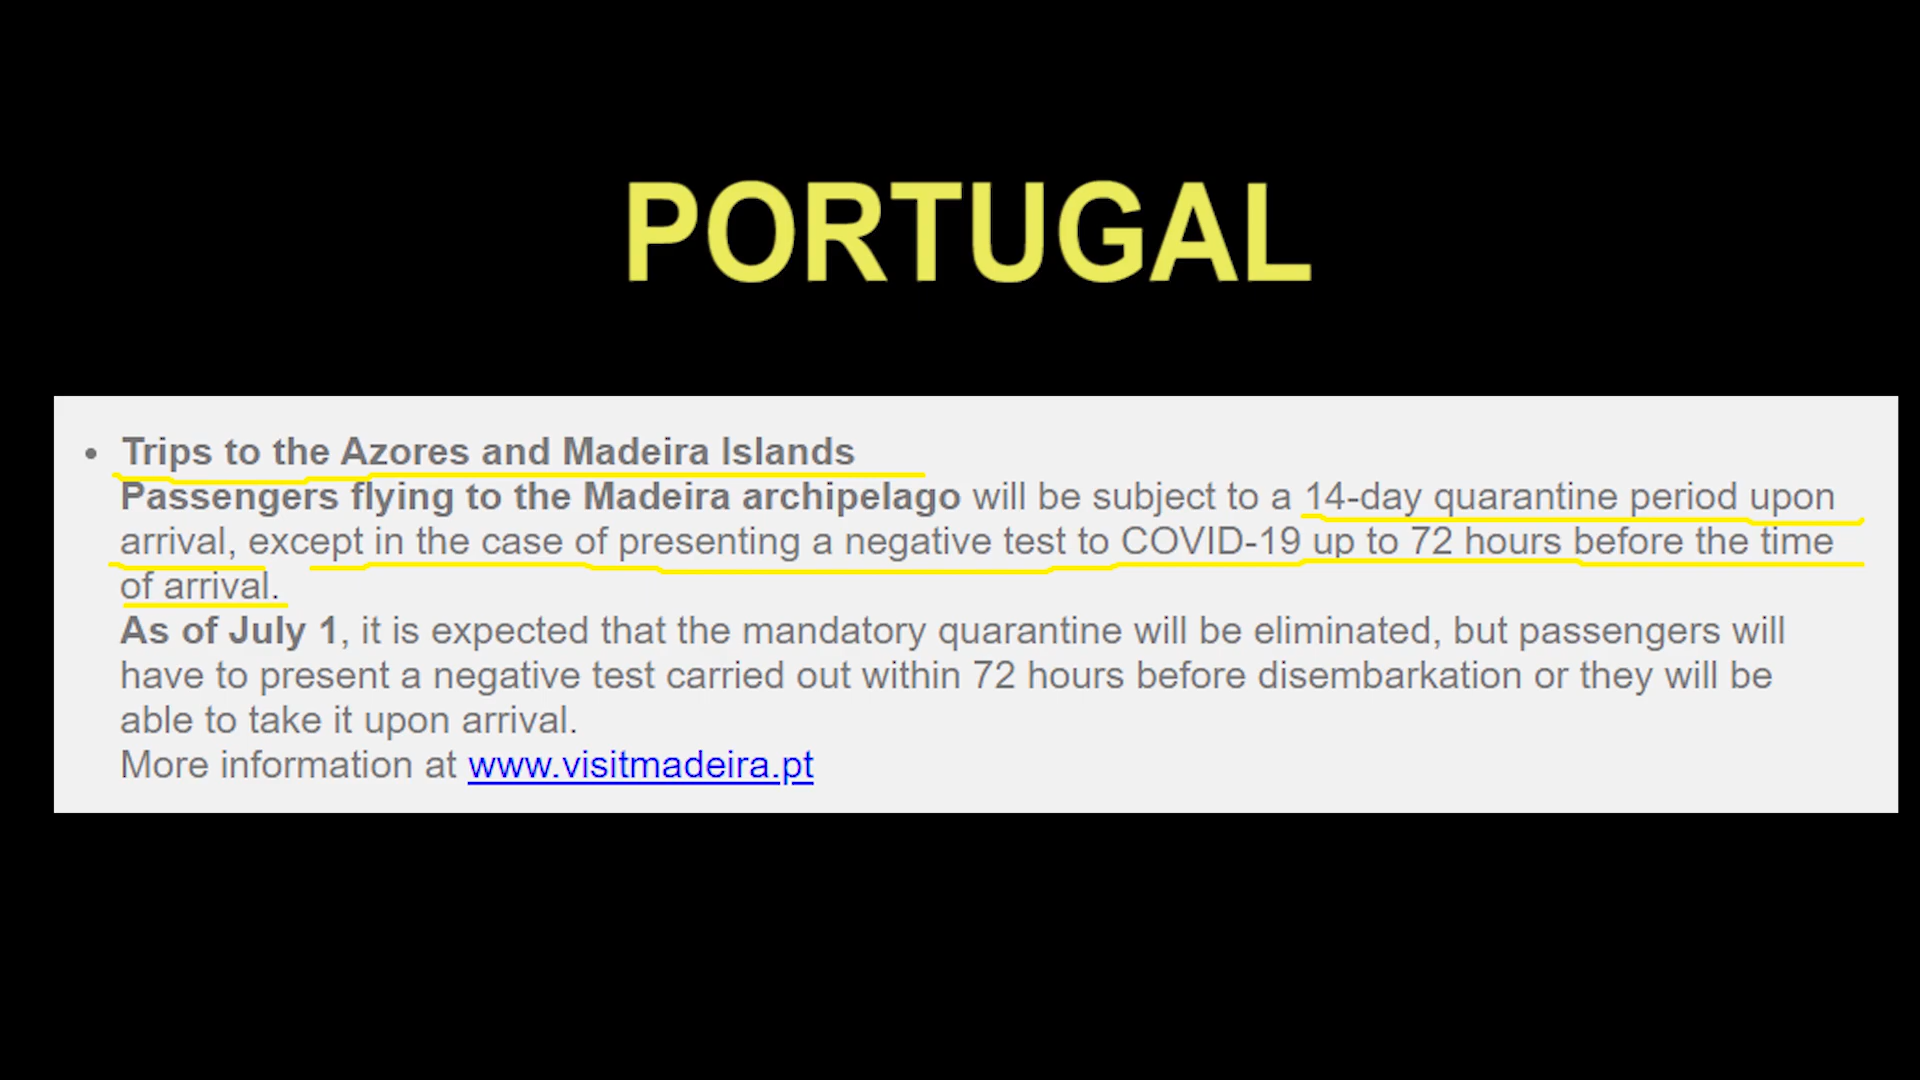 PORTUGAL
• Trips to the Azores and Madeira Islands
Passengers flying to the Madeira archipelago will be subject to a 14-day quarantine period upon
arrival, except in the case of presenting a negative test to COVID-19 up to 72 hours before the time
of arrival.
As of July 1, it is expected that the mandatory quarantine will be eliminated, but passengers will
have to present a negative test carried out within 72 hours before disembarkation or they will be
able to take it upon arrival.
More information at www.visitmadeira.pt